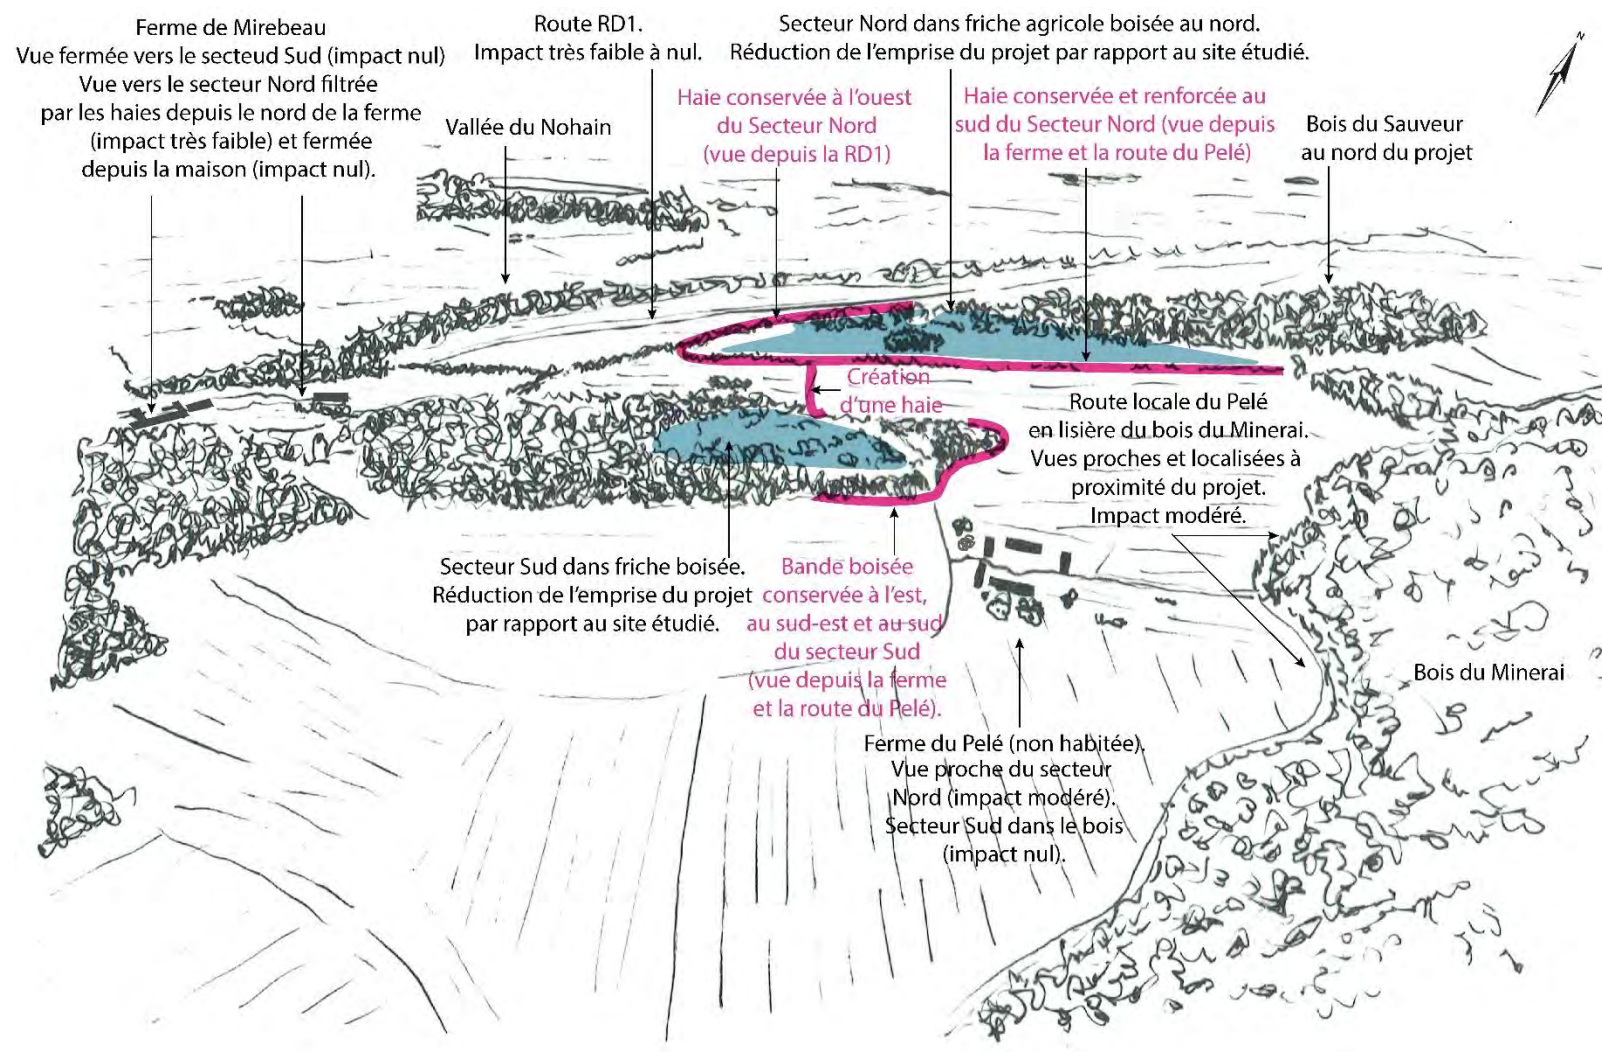 Ferme de Mirebeau
Vue fermée vers le secteud Sud (impact nul)
Vue vers le secteur Nord filtrée
par les haies depuis le nord de la ferme
(impact très faible) et fermée
depuis la maison (impact nul).
Route RD1.
Impact très faible à nul.
Secteur Nord dans friche agricole boisée au nord.
Réduction de l'emprise du projet par rapport au site étudié.
N
Vallée du Nohain
Haie conservée à l'ouest
du Secteur Nord
(vue depuis la RD1)
Haie conservée et renforcée au
sud du Secteur Nord (vue depuis
la ferme et la route du Pelé)
Bois du Sauveur
au nord du projet
Création
d'une haie
Route locale du Pelé
en lisière du bois du Minerai.
Vues proches et localisées à
proximité du projet.
Impact modéré.
Secteur Sud dans friche boisée.
Réduction de l'emprise du projet
par rapport au site étudié.
Bande boisée
conservée à l'est,
au sud-est et au sud
du secteur Sud
(vue depuis la ferme
et la route du Pelé).
Bois du Minerai
Ferme du Pelé (non habitée).
Vue proche du secteur
Nord (impact modéré).
Secteur Sud dans le bois
(impact nul).